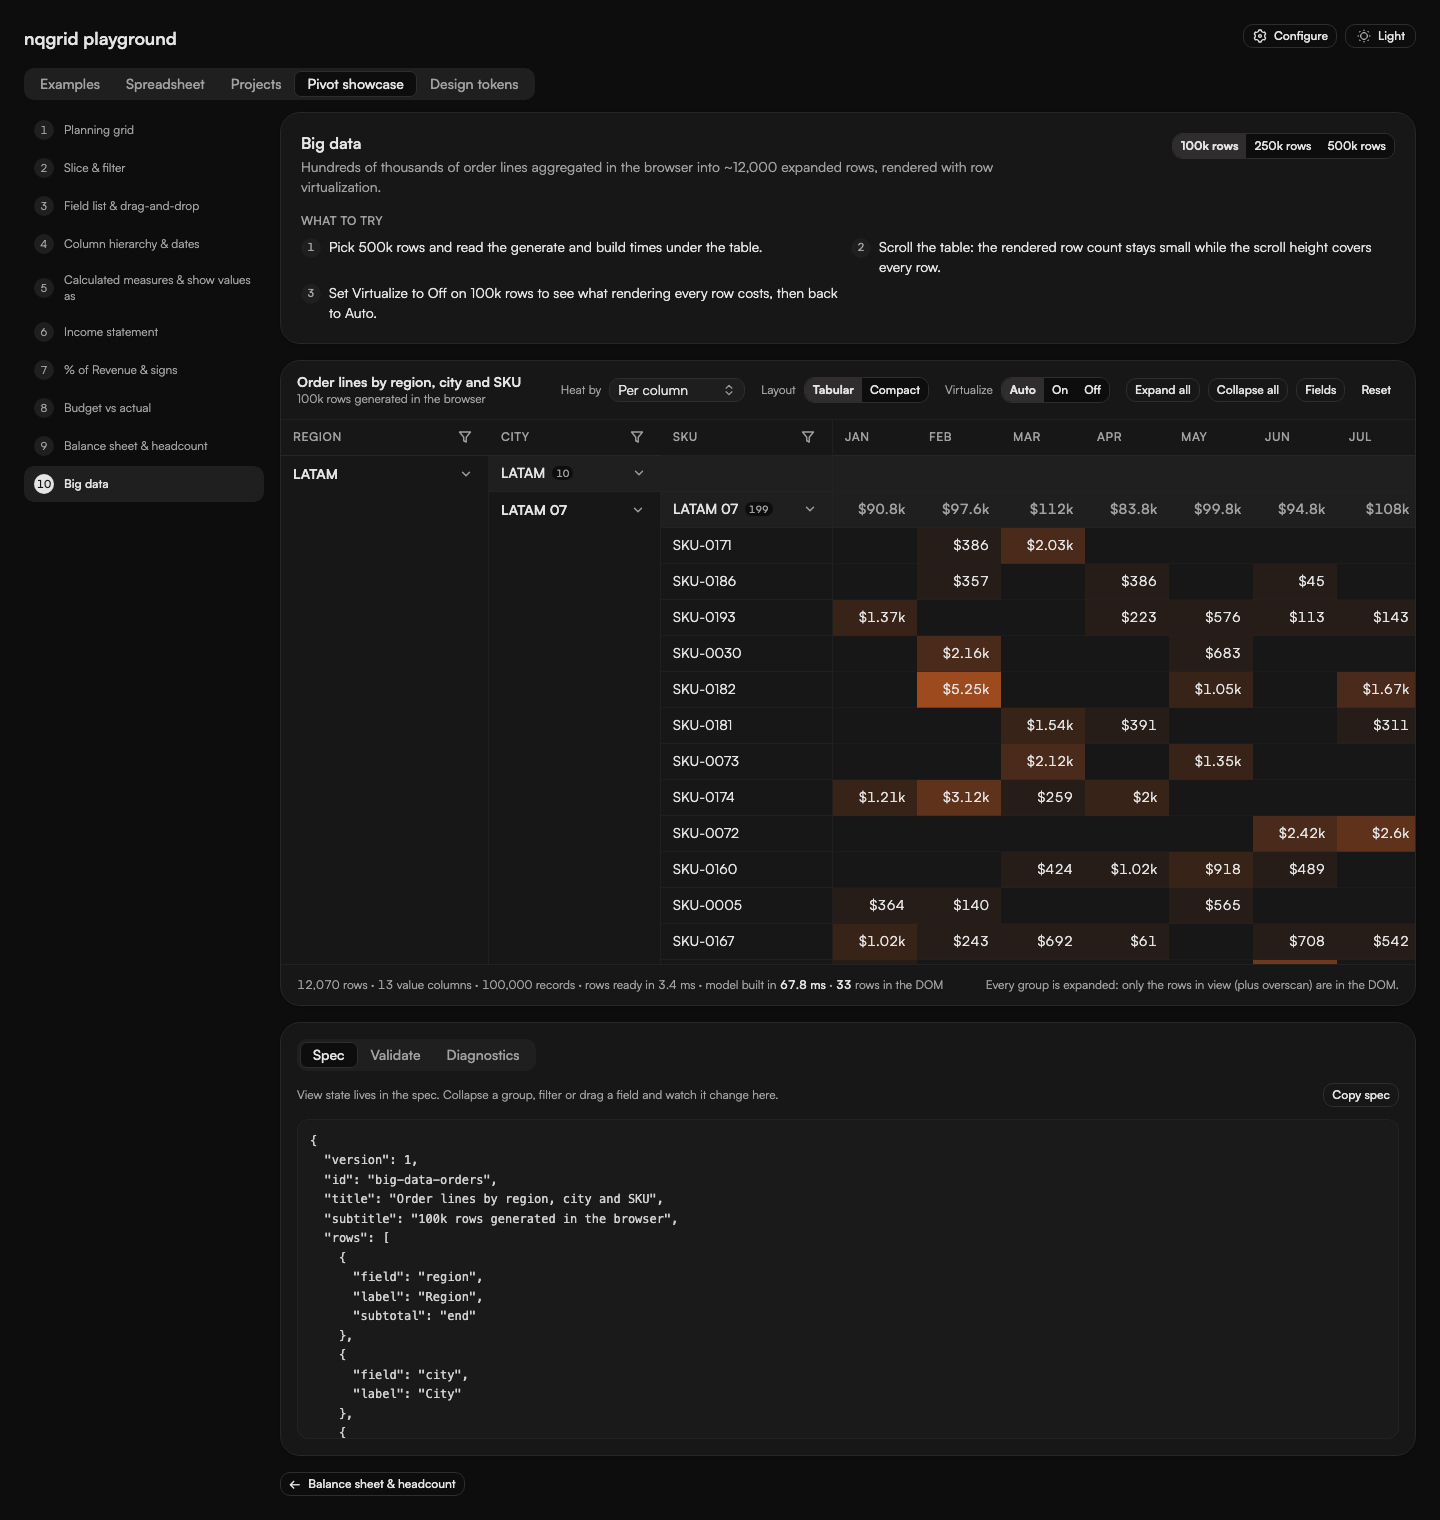 nqgrid playground
Configure
Light
Examples
Spreadsheet
Projects
Pivot showcase
Design tokens
1 Planning grid
2 Slice & filter
3 Field list & drag-and-drop
4 Column hierarchy & dates
5 Calculated measures & show values
as
6 Income statement
7 % of Revenue & signs
8 Budget vs actual
9 Balance sheet & headcount
10 Big data
Big data
100k rows 250k rows 500k rows
Hundreds of thousands of order lines aggregated in the browser into ~12,000 expanded rows, rendered with row
virtualization.
WHAT TO TRY
1 Pick 500k rows and read the generate and build times under the table.
2 Scroll the table: the rendered row count stays small while the scroll height covers
every row.
3 Set Virtualize to Off on 100k rows to see what rendering every row costs, then back
to Auto.
Order lines by region, city and SKU
100k rows generated in the browser
Heat by Per column Layout Tabular Compact Virtualize Auto On Off Expand all Collapse all Fields Reset
REGION CITY SKU JAN FEB MAR APR MAY JUN JUL
LATAM LATAM 10
LATAM 07 LATAM 07 199 $90.8k $97.6k $112k $83.8k $99.8k $94.8k $108k
SKU-0171 $386 $2.03k
SKU-0186 $357 $386 $45
SKU-0193 $1.37k $223 $576 $113 $143
SKU-0030 $2.16k $683
SKU-0182 $5.25k $1.05k $1.67k
SKU-0181 $1.54k $391 $311
SKU-0073 $2.12k $1.35k
SKU-0174 $1.21k $3.12k $259 $2k
SKU-0072 $2.42k $2.6k
SKU-0160 $424 $1.02k $918 $489
SKU-0005 $364 $140 $565
SKU-0167 $1.02k $243 $692 $61 $708 $542
12,070 rows · 13 value columns · 100,000 records · rows ready in 3.4 ms · model built in 67.8 ms · 33 rows in the DOM
Every group is expanded: only the rows in view (plus overscan) are in the DOM.
Spec Validate Diagnostics
View state lives in the spec. Collapse a group, filter or drag a field and watch it change here.
Copy spec
{
"version": 1,
"id": "big-data-orders",
"title": "Order lines by region, city and SKU",
"subtitle": "100k rows generated in the browser",
"rows": [
{
"field": "region",
"label": "Region",
"subtotal": "end"
},
{
"field": "city",
"label": "City"
},
{
← Balance sheet & headcount